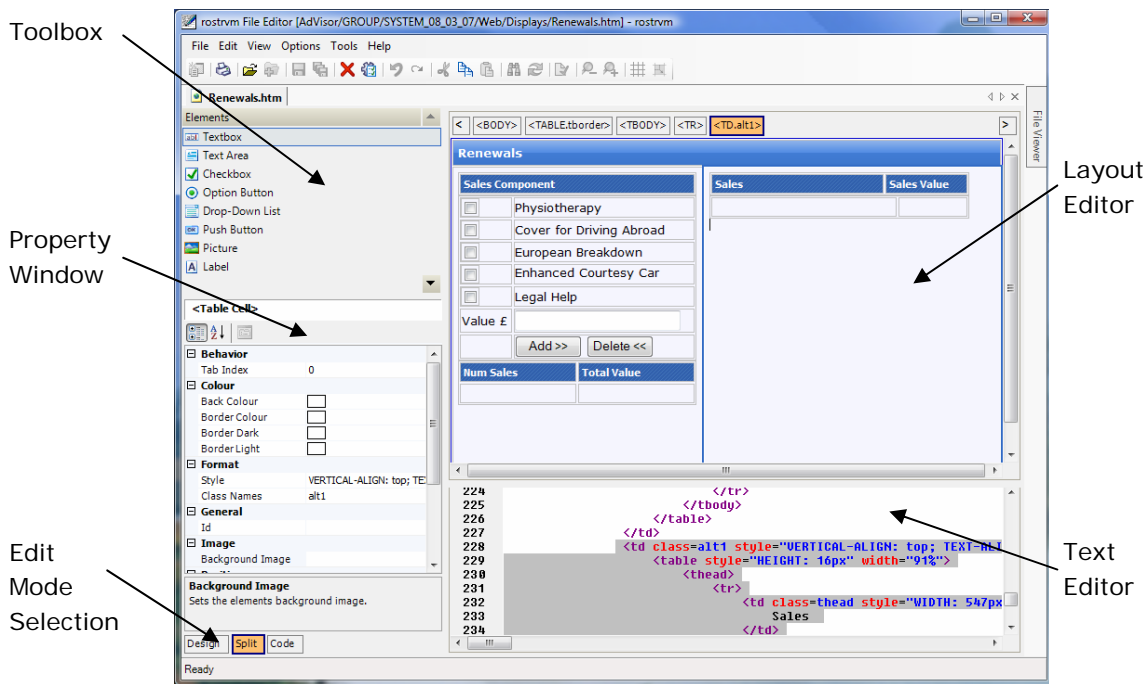 Toolbox
Property
Window
Edit
Mode
Selection
Layout
Editor
Text
Editor
rostrvm File Editor [AdVisor/GROUP/SYSTEM_08_03_07/Web/Displays/Renewals.htm] - rostrvm
File Edit View Options Tools Help
Renewals.htm
File Viewer
Elements
Textbox
Text Area
Checkbox
Option Button
Drop-Down List
Push Button
Picture
Label
<Table Cell>
Behavior
Tab Index 0
Colour
Back Colour
Border Colour
Border Dark
Border Light
Format
Style VERTICAL-ALIGN: top; TE
Class Names alt1
General
Id
Image
Background Image
Background Image
Sets the elements background image.
Design Split Code
Ready
< <BODY> <TABLE.tborder> <TBODY> <TR> <TD.alt1> >
Renewals
Sales Component
Physiotherapy
Cover for Driving Abroad
European Breakdown
Enhanced Courtesy Car
Legal Help
Value £
Add >> Delete <<
Num Sales Total Value
Sales Sales Value
224 </tr>
225 </tbody>
226 </table>
227 </td>
228 <td class=alt1 style="VERTICAL-ALIGN: top; TEXT-ALI
229 <table style="HEIGHT: 16px" width="91%">
230 <thead>
231 <tr>
232 <td class=thead style="WIDTH: 547px
233 Sales
234 </td>